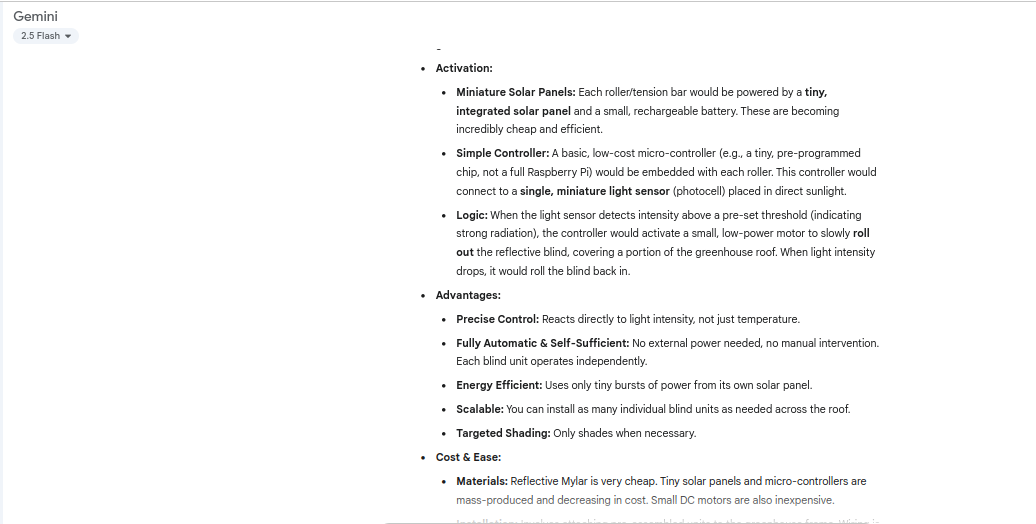 Gemini
2.5 Flash
Activation:
Miniature Solar Panels: Each roller/tension bar would be powered by a tiny,
integrated solar panel and a small, rechargeable battery. These are becoming
incredibly cheap and efficient.
Simple Controller: A basic, low-cost micro-controller (e.g., a tiny, pre-programmed
chip, not a full Raspberry Pi) would be embedded with each roller. This controller would
connect to a single, miniature light sensor (photocell) placed in direct sunlight.
Logic: When the light sensor detects intensity above a pre-set threshold (indicating
strong radiation), the controller would activate a small, low-power motor to slowly roll
out the reflective blind, covering a portion of the greenhouse roof. When light intensity
drops, it would roll the blind back in.
Advantages:
Precise Control: Reacts directly to light intensity, not just temperature.
Fully Automatic & Self-Sufficient: No external power needed, no manual intervention.
Each blind unit operates independently.
Energy Efficient: Uses only tiny bursts of power from its own solar panel.
Scalable: You can install as many individual blind units as needed across the roof.
Targeted Shading: Only shades when necessary.
Cost & Ease:
Materials: Reflective Mylar is very cheap. Tiny solar panels and micro-controllers are
mass-produced and decreasing in cost. Small DC motors are also inexpensive.